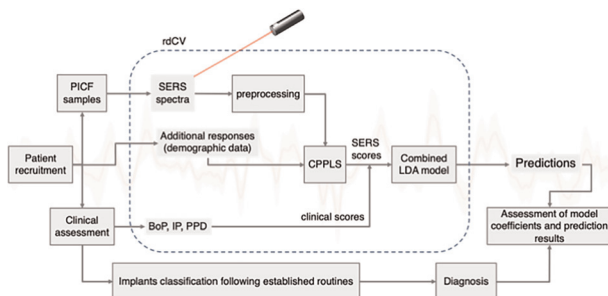 rdCV
PICF
samples
SERS
spectra
preprocessing
Patient
recruitment
Additional responses
(demographic data)
CPPLS
SERS
scores
Combined
LDA model
Predictions
Clinical
assessment
BoP, IP, PPD
clinical scores
Assessment of model
coefficients and prediction
results
Implants classification following established routines
Diagnosis